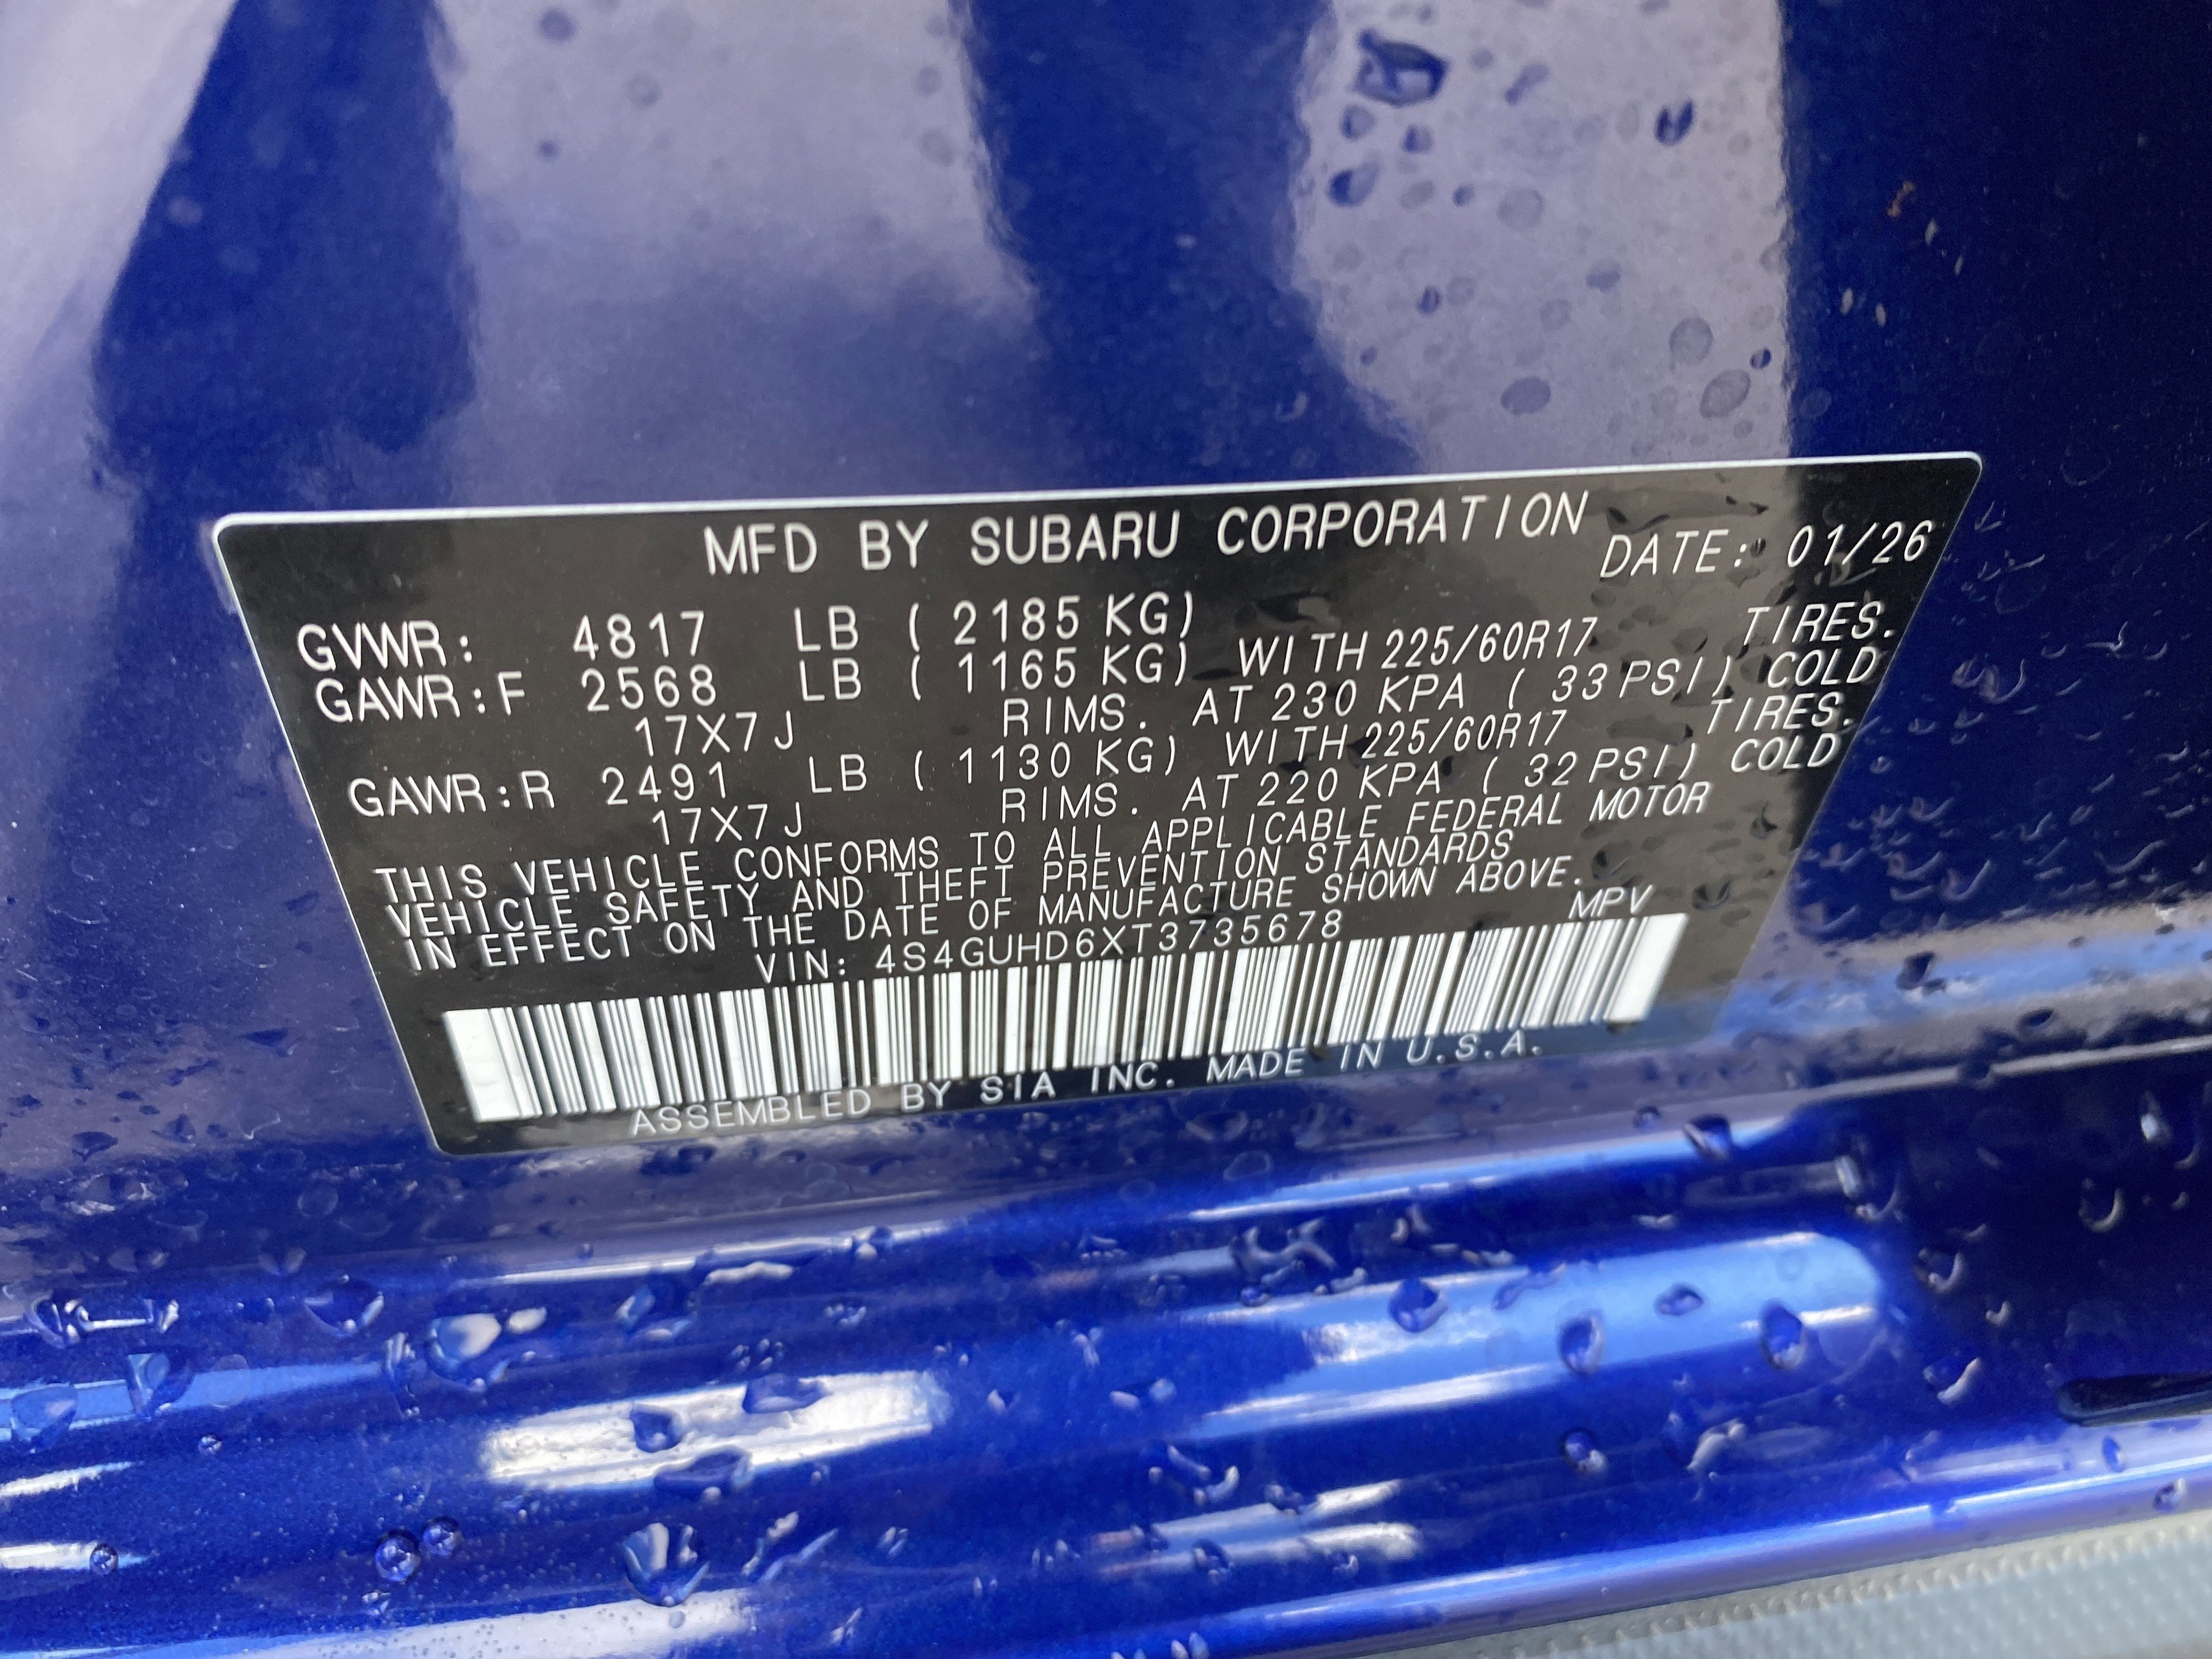 MFD BY SUBARU CORPORATION
DATE: 01/26
GVWR: 4817 LB ( 2185 KG)
GAWR:F 2568 LB ( 1165 KG) WITH 225/60R17 TIRES.
17X7J RIMS. AT 230 KPA ( 33 PSI) COLD
GAWR:R 2491 LB ( 1130 KG) WITH 225/60R17 TIRES.
17X7J RIMS. AT 220 KPA ( 32 PSI) COLD
THIS VEHICLE CONFORMS TO ALL APPLICABLE FEDERAL MOTOR
VEHICLE SAFETY AND THEFT PREVENTION STANDARDS
IN EFFECT ON THE DATE OF MANUFACTURE SHOWN ABOVE.
VIN: 4S4GUHD6XT3735678 MPV
ASSEMBLED BY SIA INC. MADE IN U.S.A.